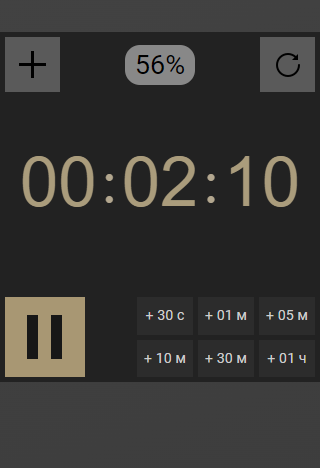 56%
00:02:10
+ 30 с
+ 01 м
+ 05 м
+ 10 м
+ 30 м
+ 01 ч